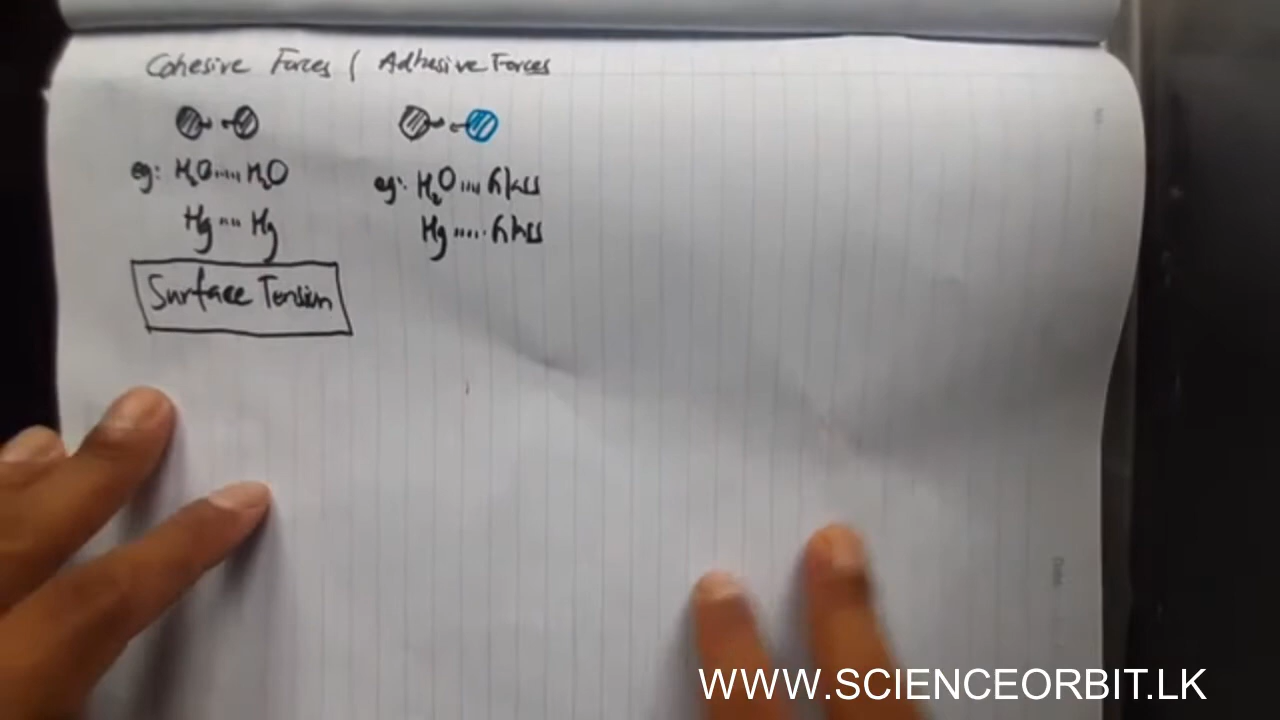 Cohesive Forces / Adhesive Forces
eg: H2O.....H2O
eg: H2O.....Glass
Hg....Hg
Hg.....Glass
Surface Tension
WWW.SCIENCEORBIT.LK